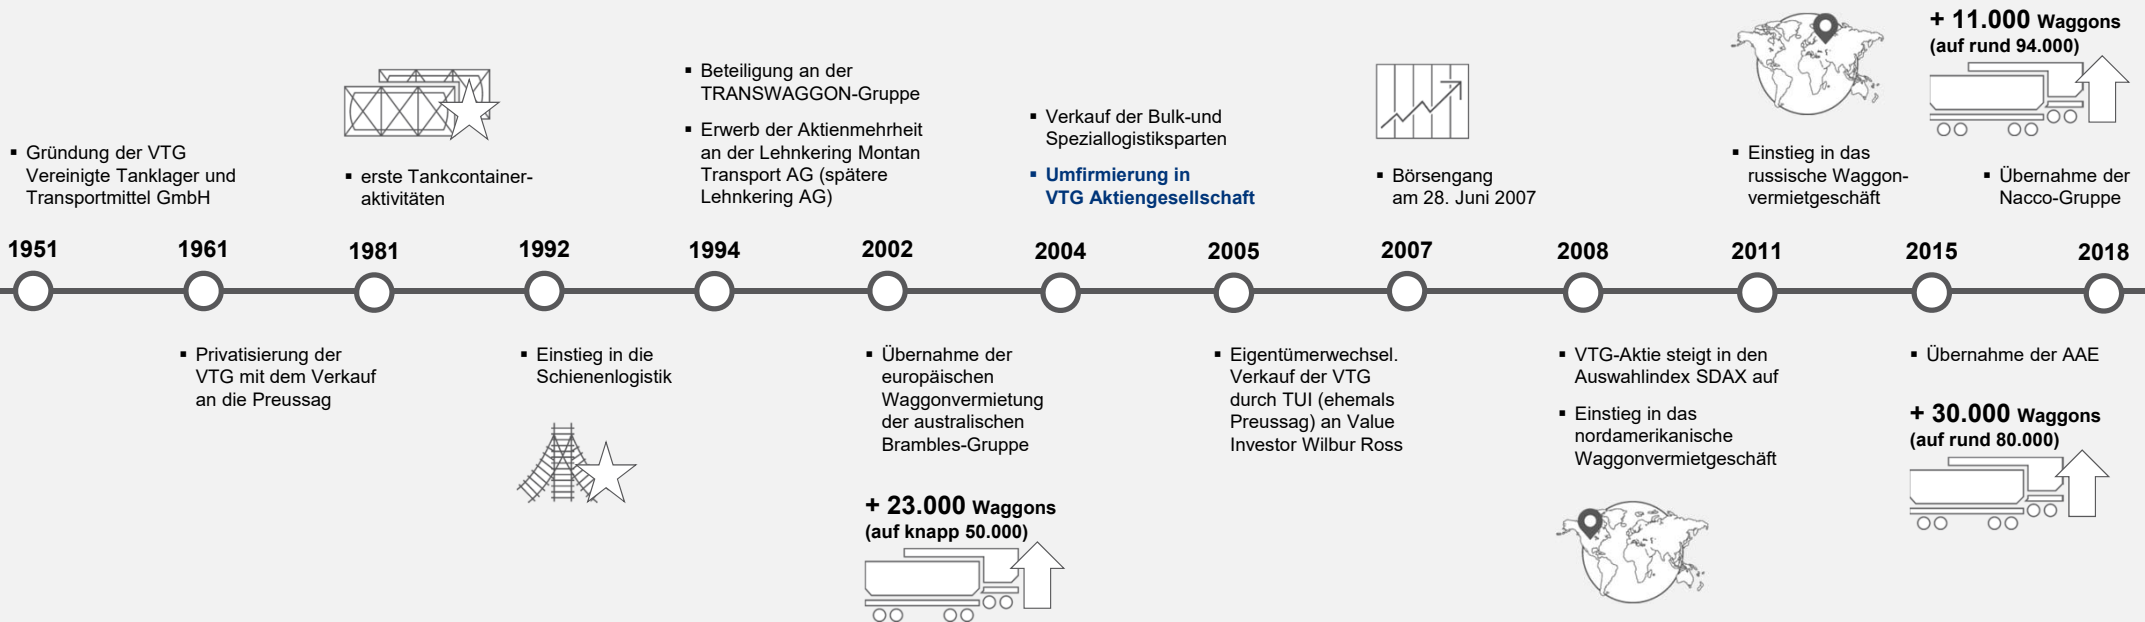 1951
▪ Gründung der VTG
Vereinigte Tanklager und
Transportmittel GmbH
1961
▪ Privatisierung der
VTG mit dem Verkauf
an die Preussag
1981
▪ erste Tankcontainer-
aktivitäten
1992
▪ Einstieg in die
Schienenlogistik
1994
▪ Beteiligung an der
TRANSWAGGON-Gruppe
▪ Erwerb der Aktienmehrheit
an der Lehnkering Montan
Transport AG (spätere
Lehnkering AG)
2002
▪ Übernahme der
europäischen
Waggonvermietung
der australischen
Brambles-Gruppe
+ 23.000 Waggons
(auf knapp 50.000)
2004
▪ Verkauf der Bulk-und
Speziallogistiksparten
▪ Umfirmierung in
VTG Aktiengesellschaft
2005
▪ Eigentümerwechsel.
Verkauf der VTG
durch TUI (ehemals
Preussag) an Value
Investor Wilbur Ross
2007
▪ Börsengang
am 28. Juni 2007
2008
▪ VTG-Aktie steigt in den
Auswahlindex SDAX auf
▪ Einstieg in das
nordamerikanische
Waggonvermietgeschäft
2011
▪ Einstieg in das
russische Waggon-
vermietgeschäft
2015
▪ Übernahme der AAE
+ 30.000 Waggons
(auf rund 80.000)
2018
+ 11.000 Waggons
(auf rund 94.000)
▪ Übernahme der
Nacco-Gruppe